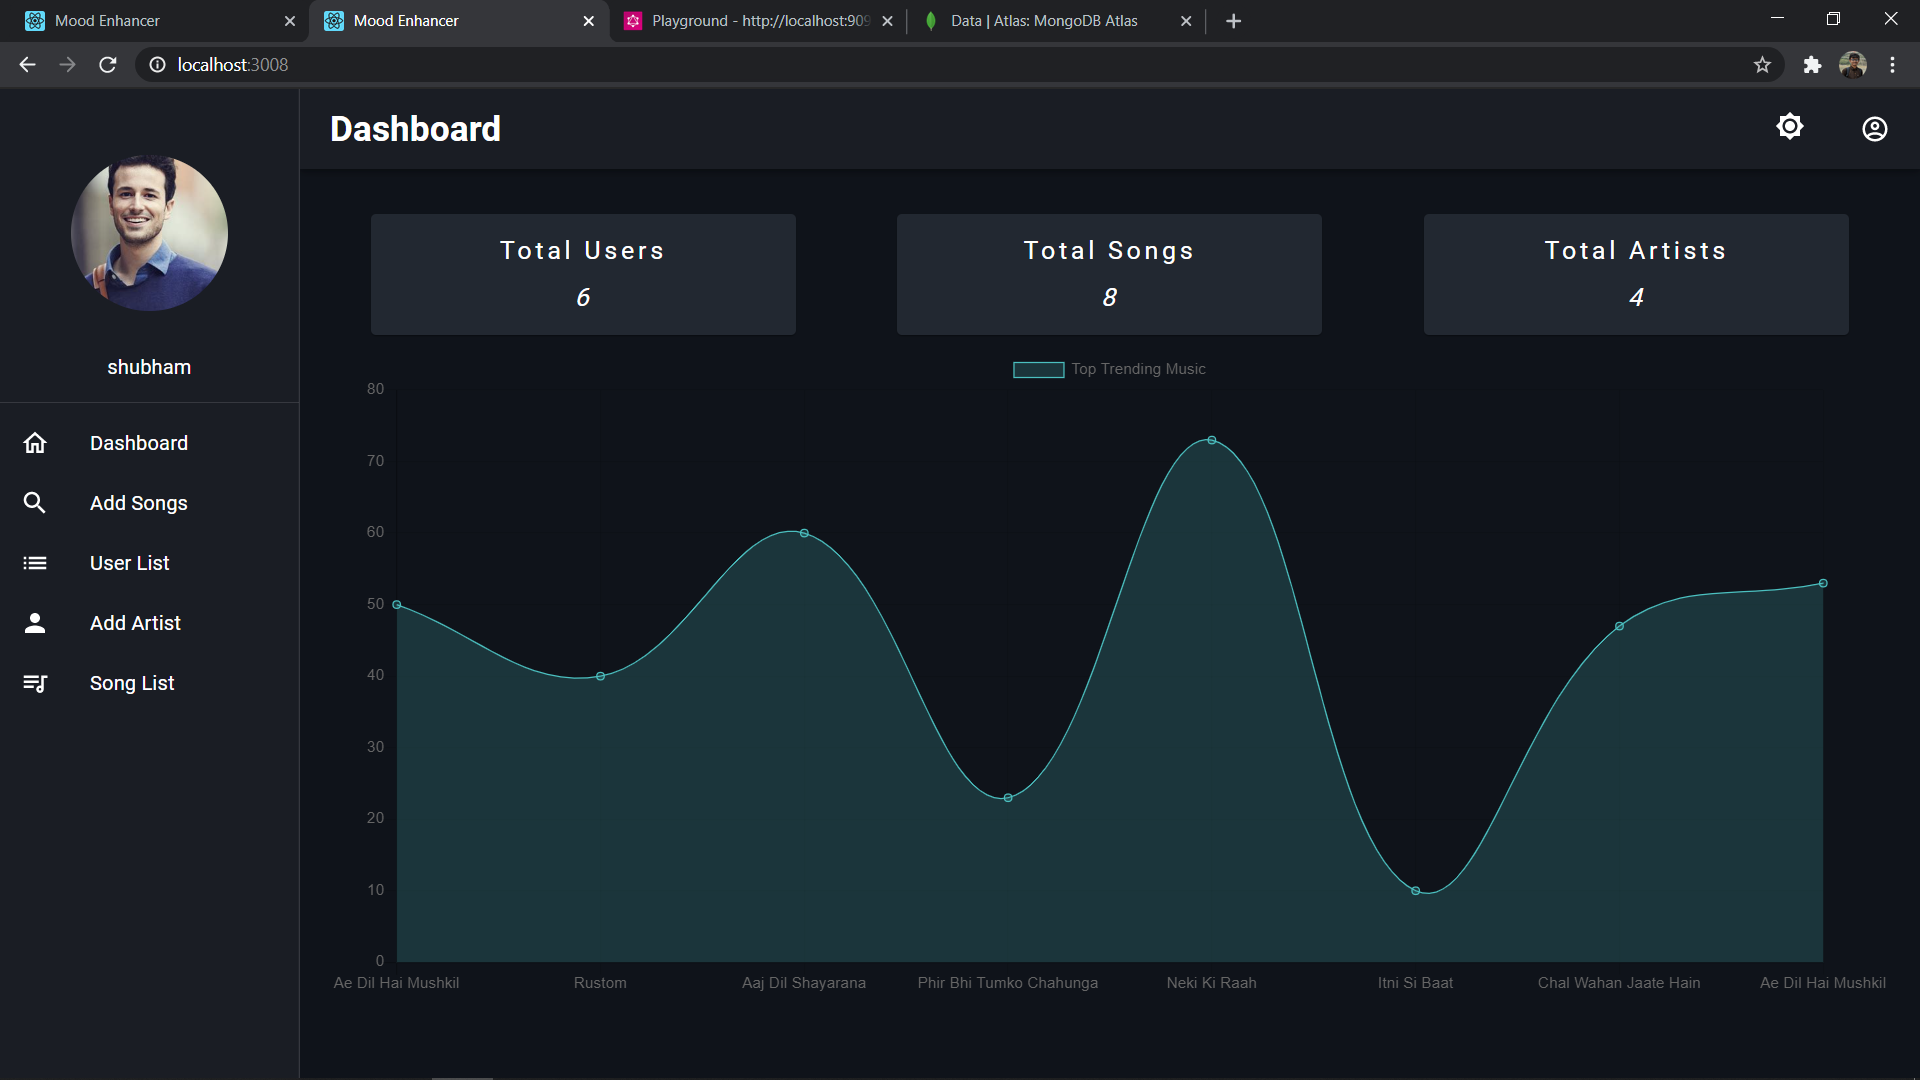 Mood Enhancer
Mood Enhancer
Playground - http://localhost:909
Data | Atlas: MongoDB Atlas
localhost:3008
Dashboard
shubham
Dashboard
Add Songs
User List
Add Artist
Song List
Total Users
6
Total Songs
8
Total Artists
4
Top Trending Music
80
70
60
50
40
30
20
10
0
Ae Dil Hai Mushkil
Rustom
Aaj Dil Shayarana
Phir Bhi Tumko Chahunga
Neki Ki Raah
Itni Si Baat
Chal Wahan Jaate Hain
Ae Dil Hai Mushkil